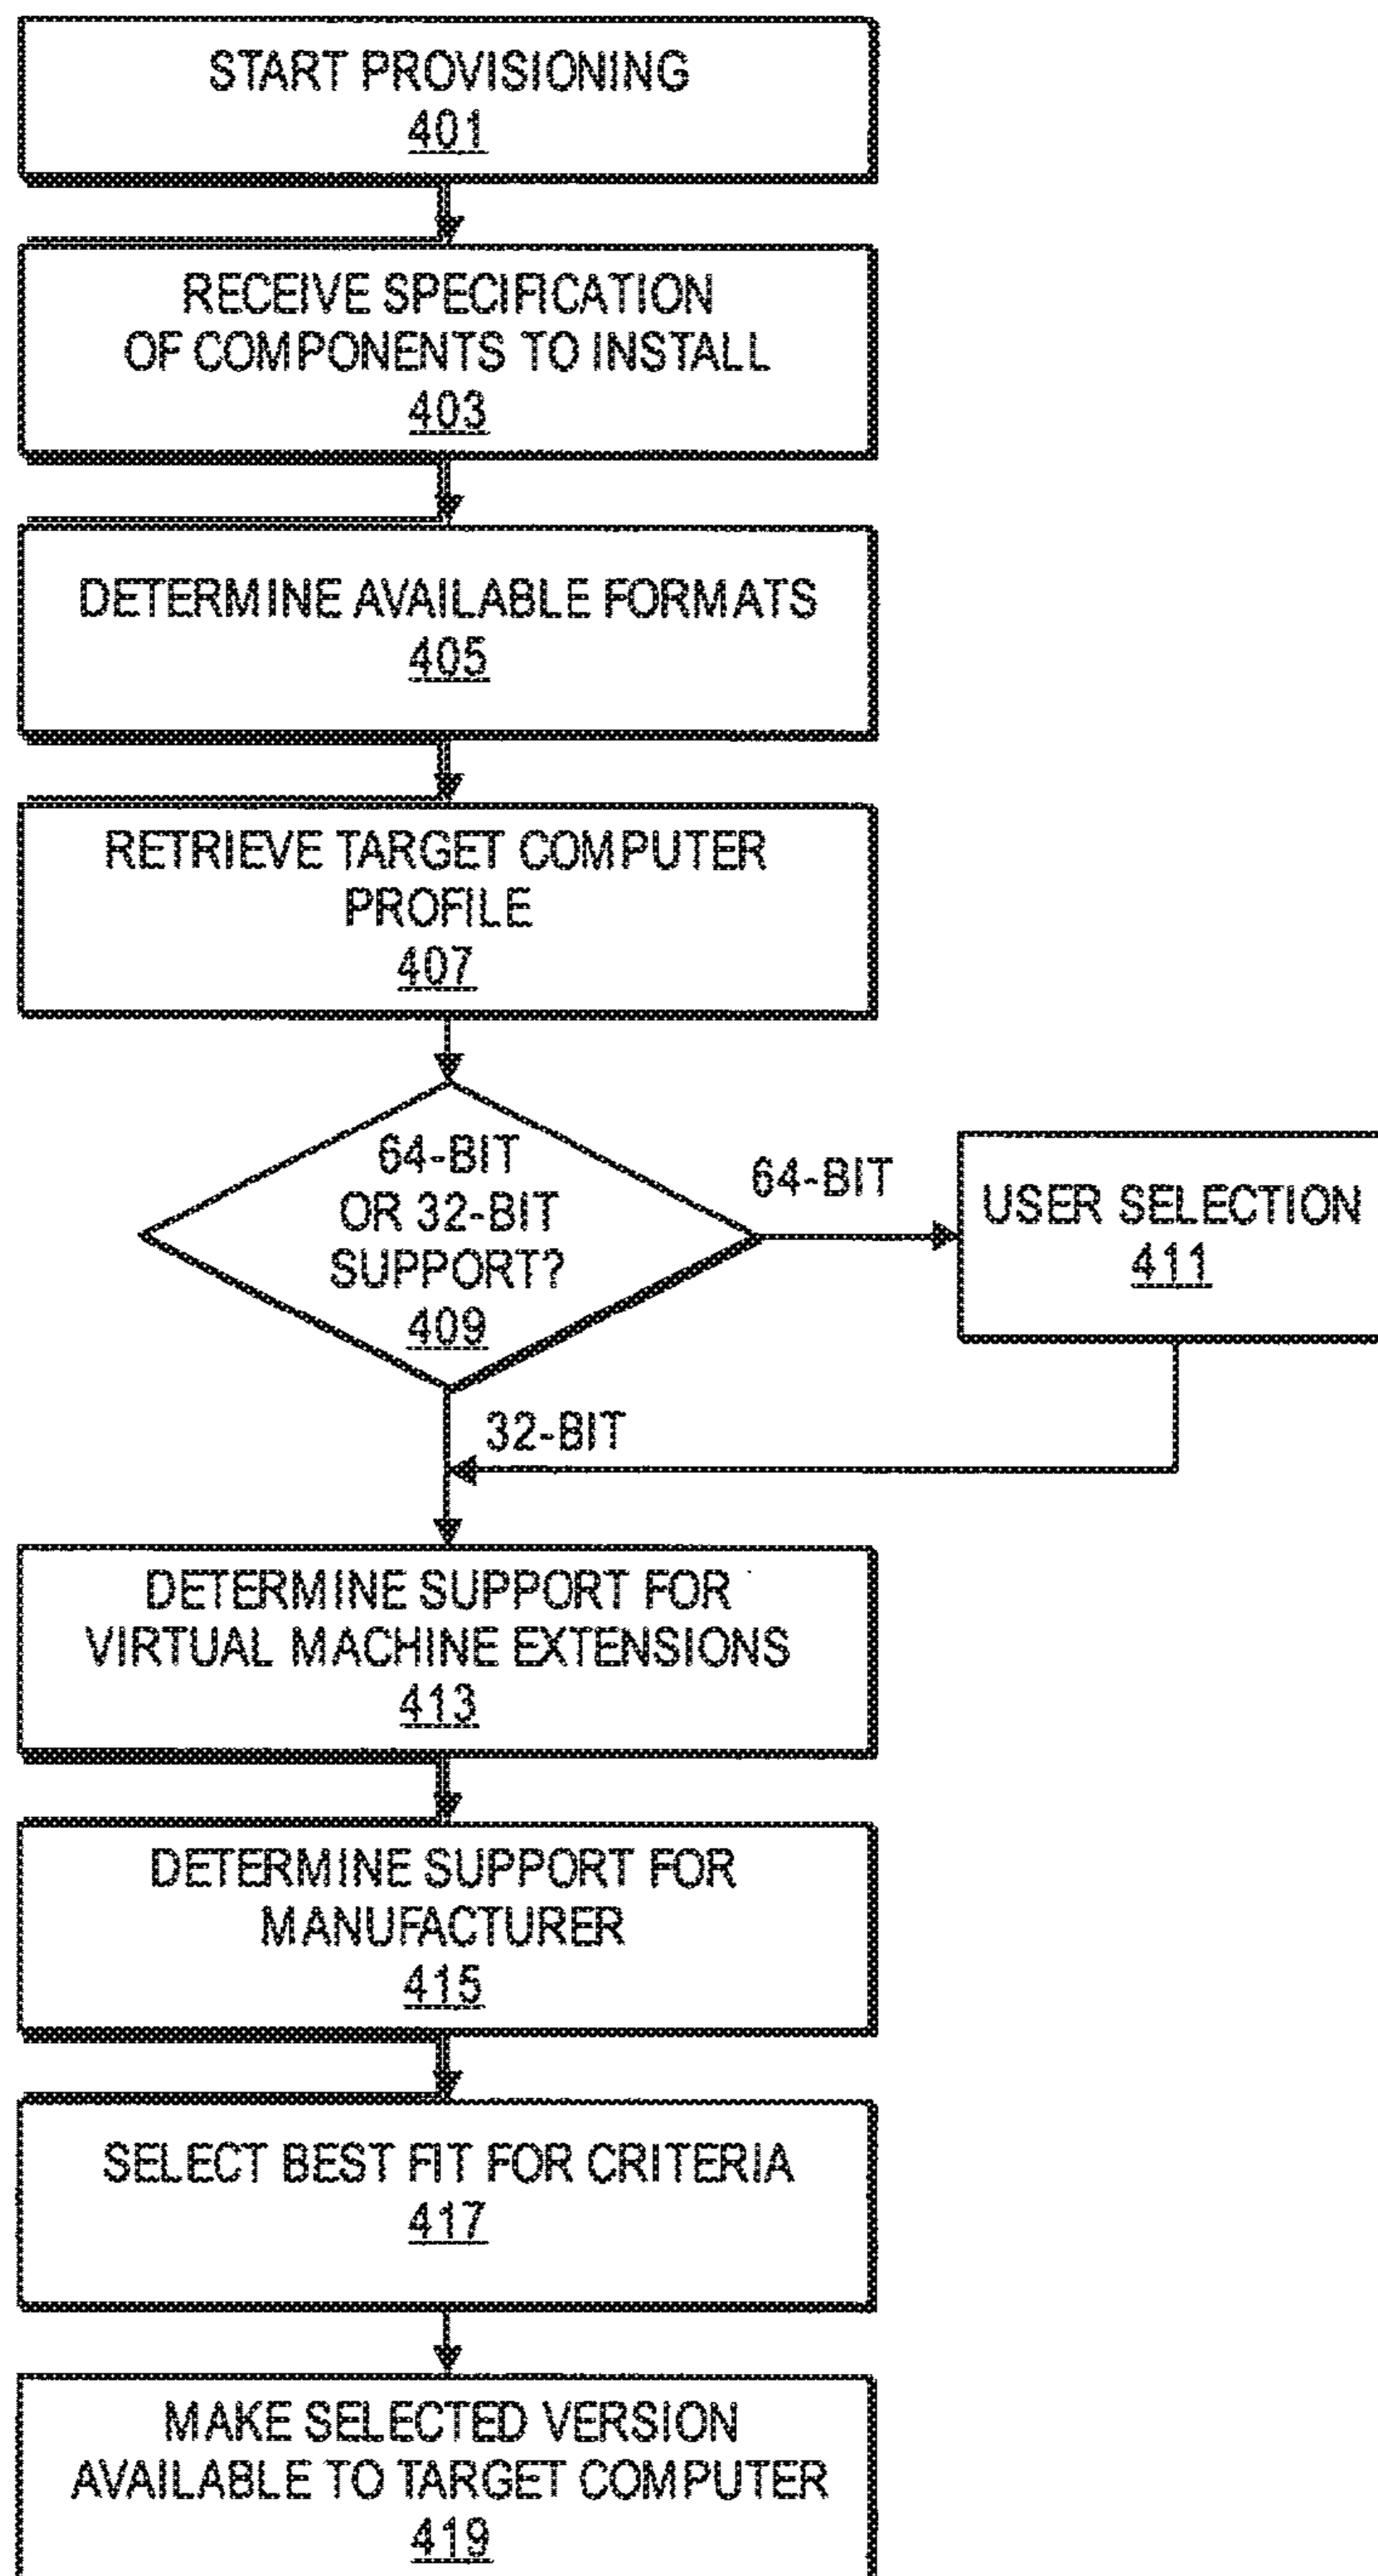 START PROVISIONING
401
RECEIVE SPECIFICATION
OF COMPONENTS TO INSTALL
403
DETERMINE AVAILABLE FORMATS
405
RETRIEVE TARGET COMPUTER
PROFILE
407
64-BIT
OR 32-BIT
SUPPORT?
409
64-BIT
USER SELECTION
411
32-BIT
DETERMINE SUPPORT FOR
VIRTUAL MACHINE EXTENSIONS
413
DETERMINE SUPPORT FOR
MANUFACTURER
415
SELECT BEST FIT FOR CRITERIA
417
MAKE SELECTED VERSION
AVAILABLE TO TARGET COMPUTER
419